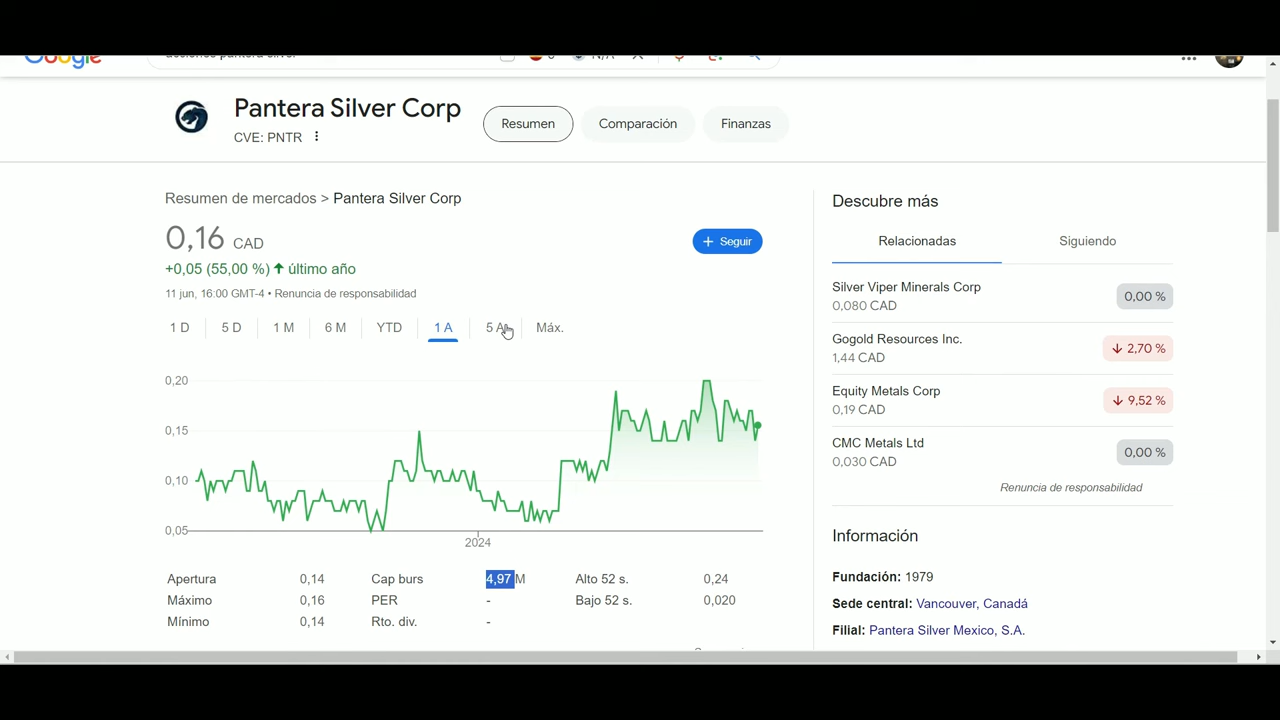 Google
acciones pantera silver
Pantera Silver Corp
CVE: PNTR
Resumen
Comparación
Finanzas
Resumen de mercados > Pantera Silver Corp
0,16 CAD
+0,05 (55,00 %) ↑ último año
11 jun, 16:00 GMT-4 • Renuncia de responsabilidad
+ Seguir
1 D
5 D
1 M
6 M
YTD
1 A
5 A
Máx.
0,20
0,15
0,10
0,05
2024
Apertura 0,14 Cap burs 4,97 M Alto 52 s. 0,24
Máximo 0,16 PER - Bajo 52 s. 0,020
Mínimo 0,14 Rto. div. -
Descubre más
Relacionadas
Siguiendo
Silver Viper Minerals Corp
0,080 CAD
0,00 %
Gogold Resources Inc.
1,44 CAD
↓ 2,70 %
Equity Metals Corp
0,19 CAD
↓ 9,52 %
CMC Metals Ltd
0,030 CAD
0,00 %
Renuncia de responsabilidad
Información
Fundación: 1979
Sede central: Vancouver, Canadá
Filial: Pantera Silver Mexico, S.A.